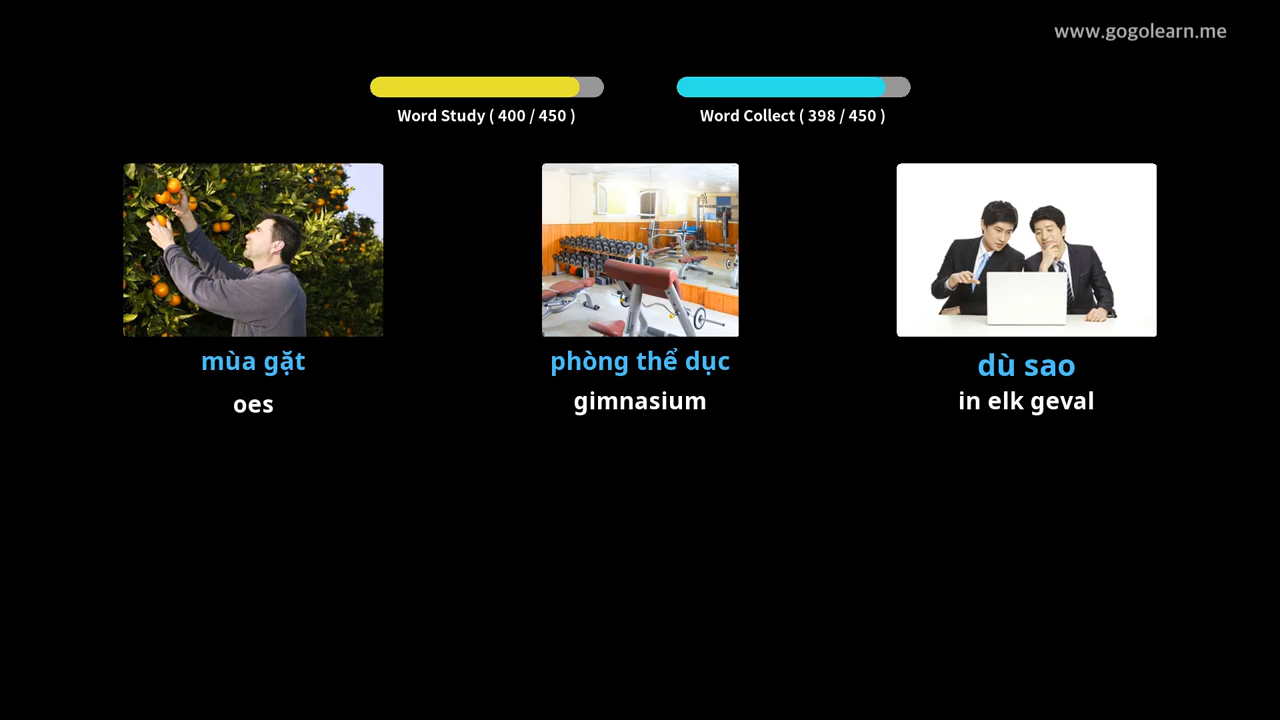 www.gogolearn.me
Word Study ( 400 / 450 )
Word Collect ( 398 / 450 )
mùa gặt
oes
phòng thể dục
gimnasium
dù sao
in elk geval